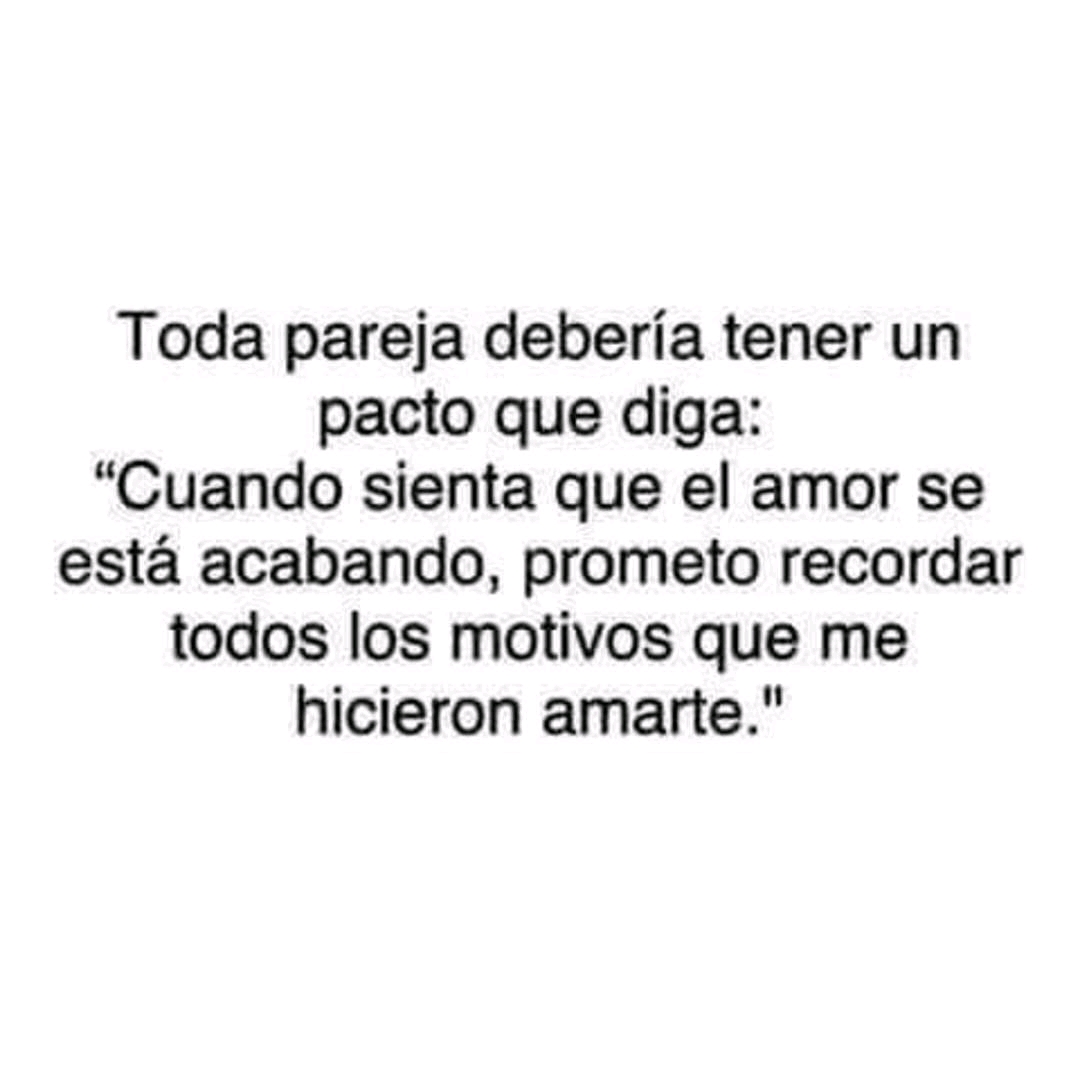 Toda pareja debería tener un
pacto que diga:
“Cuando sienta que el amor se
está acabando, prometo recordar
todos los motivos que me
hicieron amarte."